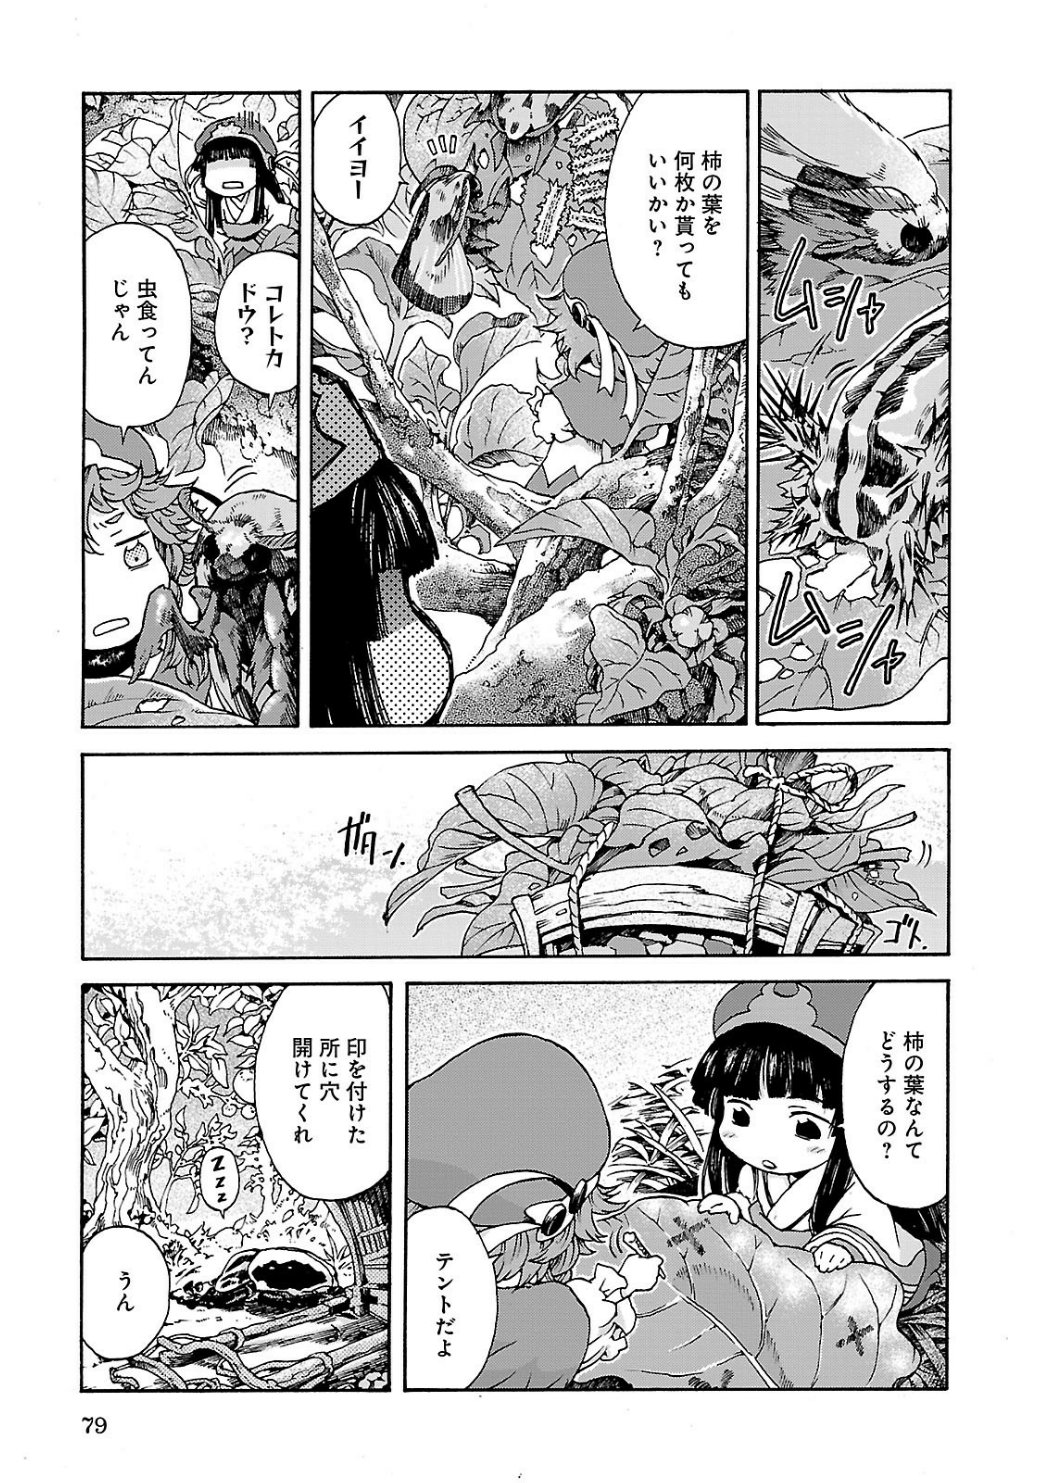 ムシャ
ムシャ
柿の葉を
何枚か貰っても
いいかい？
イイヨー
コレトカ
ドウ？
虫食ってん
じゃん
ガタン
ゴト
柿の葉なんて
どうするの？
テントだよ
印を付けた
所に穴
開けてくれ
ZZZ
うん
79